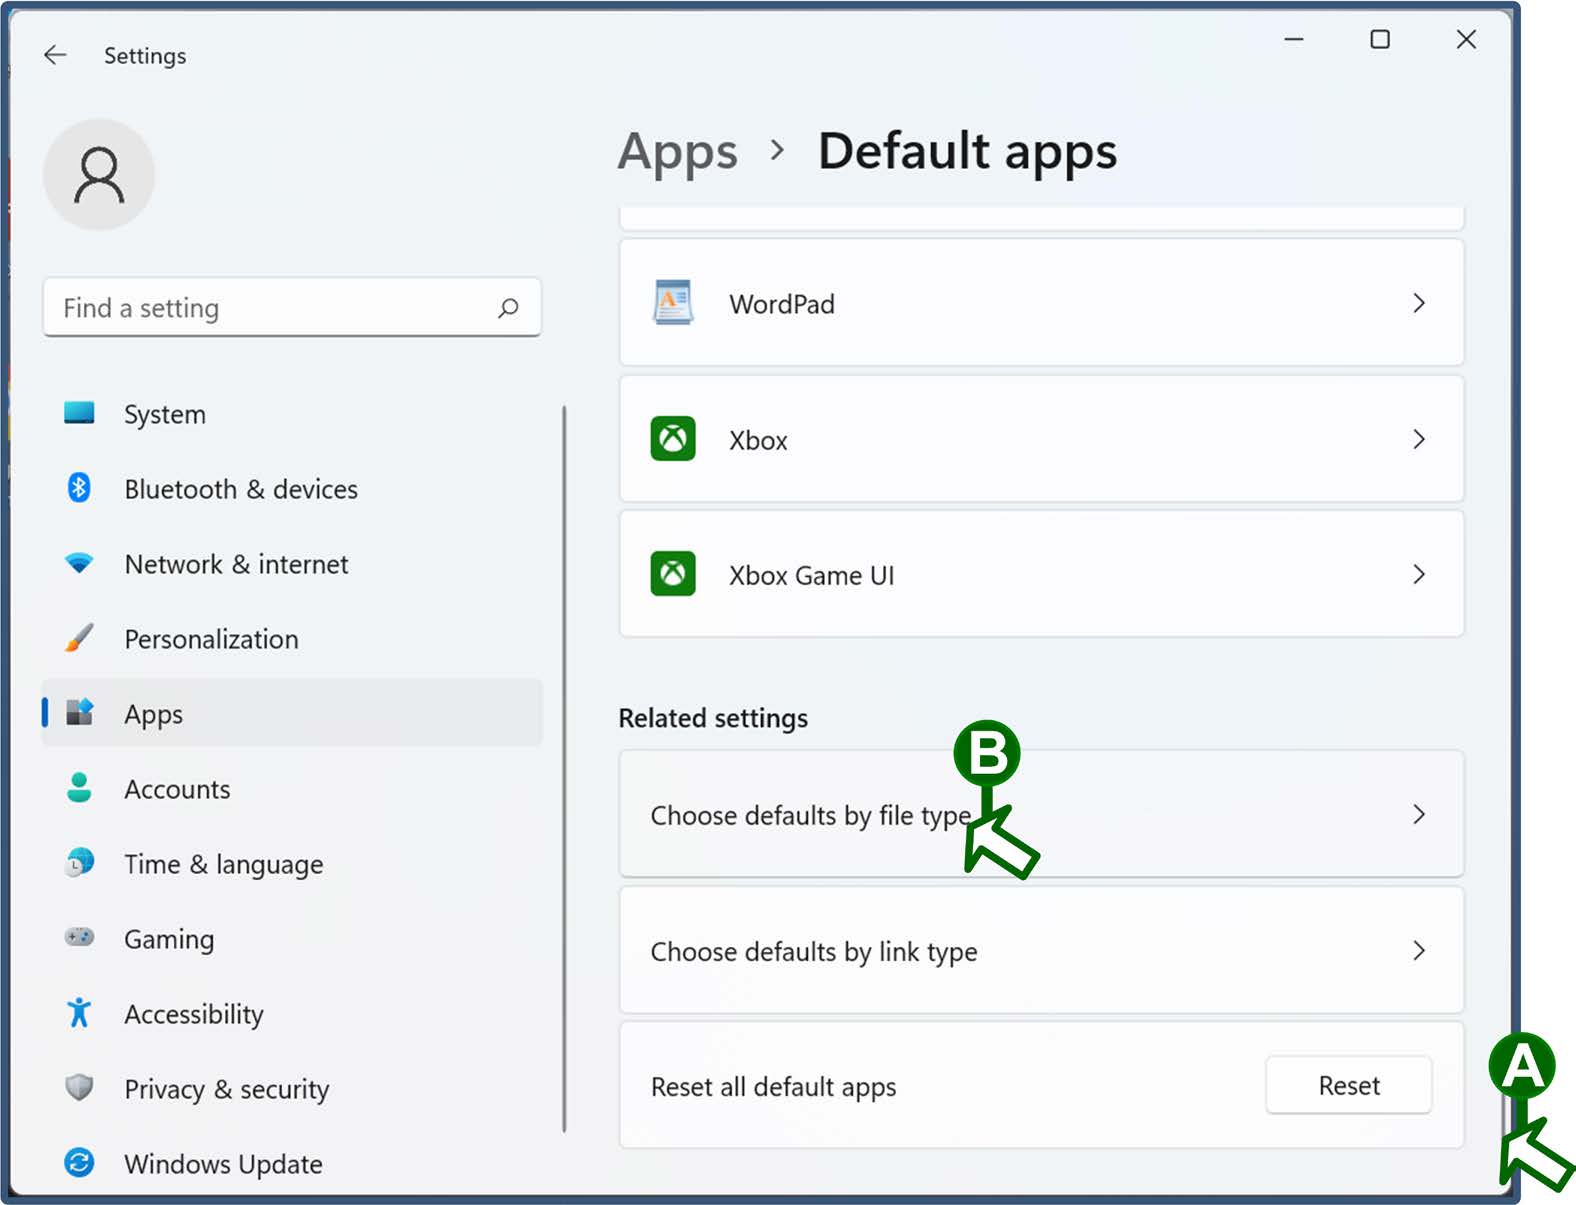 Settings
Apps > Default apps
Find a setting
System
Bluetooth & devices
Network & internet
Personalization
Apps
Accounts
Time & language
Gaming
Accessibility
Privacy & security
Windows Update
WordPad
Xbox
Xbox Game UI
Related settings
B
Choose defaults by file type
Choose defaults by link type
Reset all default apps
Reset
A